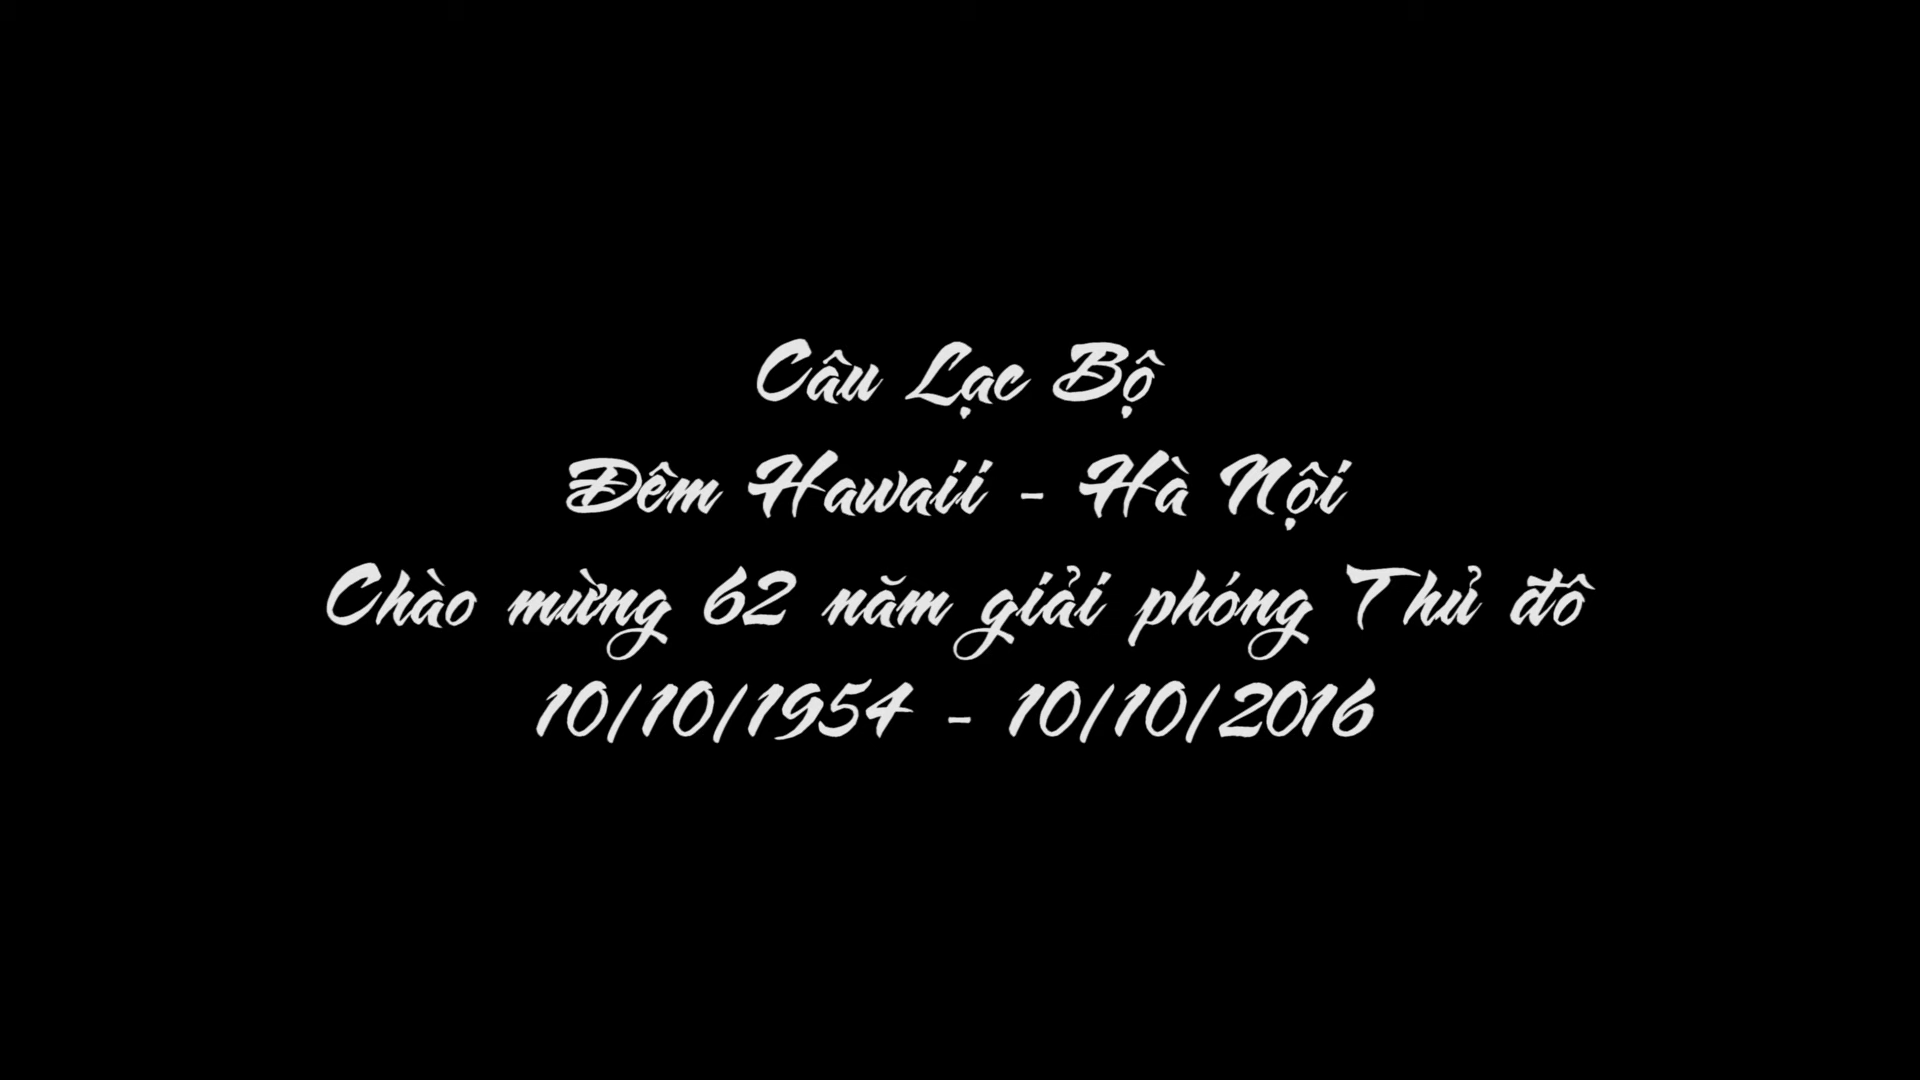 Câu Lạc Bộ
Đêm Hawaii - Hà Nội
Chào mừng 62 năm giải phóng Thủ đô
10/10/1954 - 10/10/2016